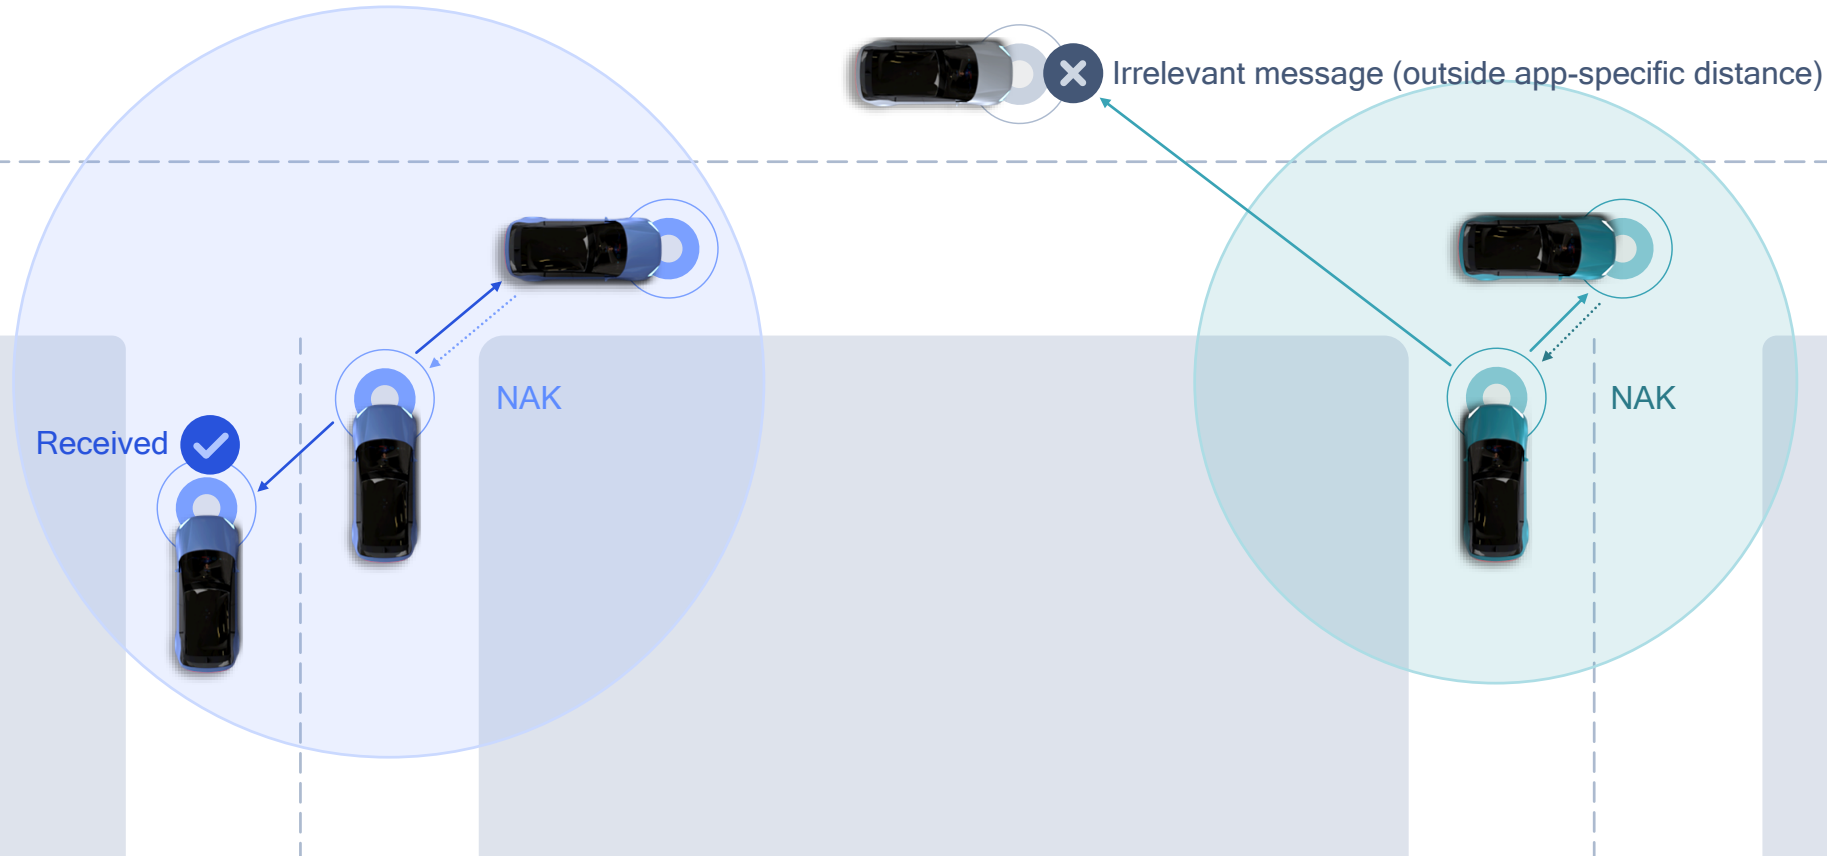 Irrelevant message (outside app-specific distance)
NAK
NAK
Received